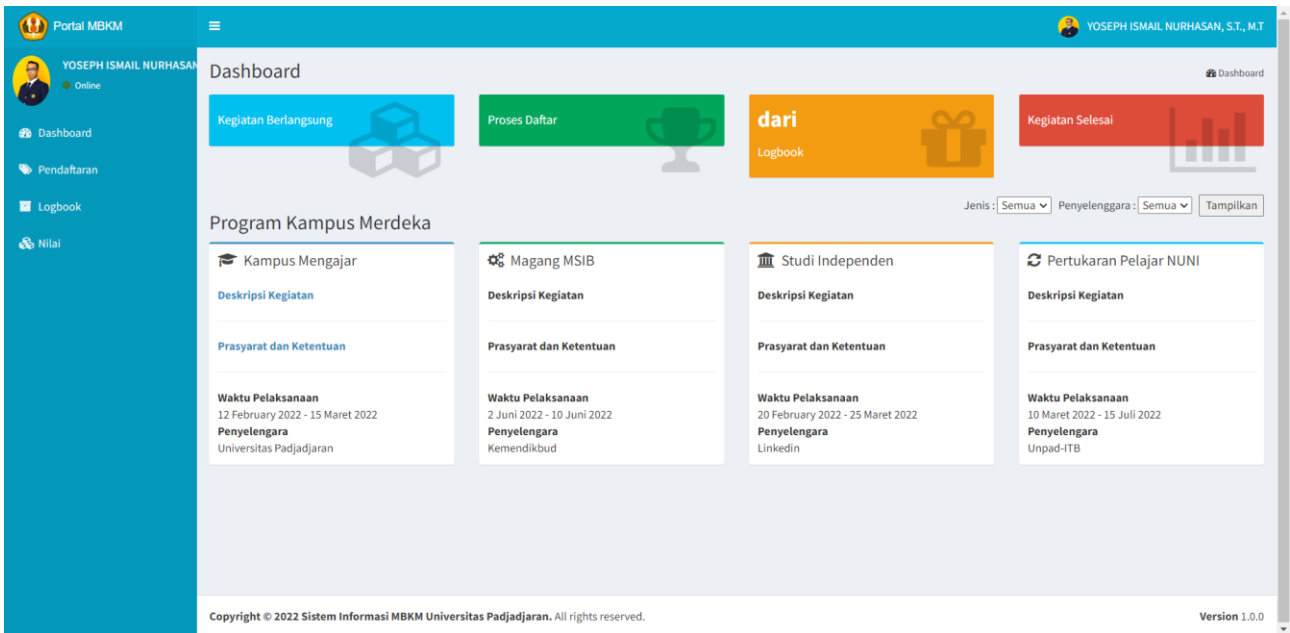 Portal MBKM
YOSEPH ISMAIL NURHASAN, S.T., M.T
YOSEPH ISMAIL NURHASAN
Online
Dashboard
Pendaftaran
Logbook
Nilai
Dashboard
Dashboard
Kegiatan Berlangsung
Proses Daftar
dari
Logbook
Kegiatan Selesai
Jenis : Semua Penyelenggara : Semua Tampilkan
Program Kampus Merdeka
Kampus Mengajar
Deskripsi Kegiatan
Prasyarat dan Ketentuan
Waktu Pelaksanaan
12 February 2022 - 15 Maret 2022
Penyelengara
Universitas Padjadjaran
Magang MSIB
Deskripsi Kegiatan
Prasyarat dan Ketentuan
Waktu Pelaksanaan
2 Juni 2022 - 10 Juni 2022
Penyelengara
Kemendikbud
Studi Independen
Deskripsi Kegiatan
Prasyarat dan Ketentuan
Waktu Pelaksanaan
20 February 2022 - 25 Maret 2022
Penyelengara
Linkedin
Pertukaran Pelajar NUNI
Deskripsi Kegiatan
Prasyarat dan Ketentuan
Waktu Pelaksanaan
10 Maret 2022 - 15 Juli 2022
Penyelengara
Unpad-ITB
Copyright © 2022 Sistem Informasi MBKM Universitas Padjadjaran. All rights reserved.
Version 1.0.0